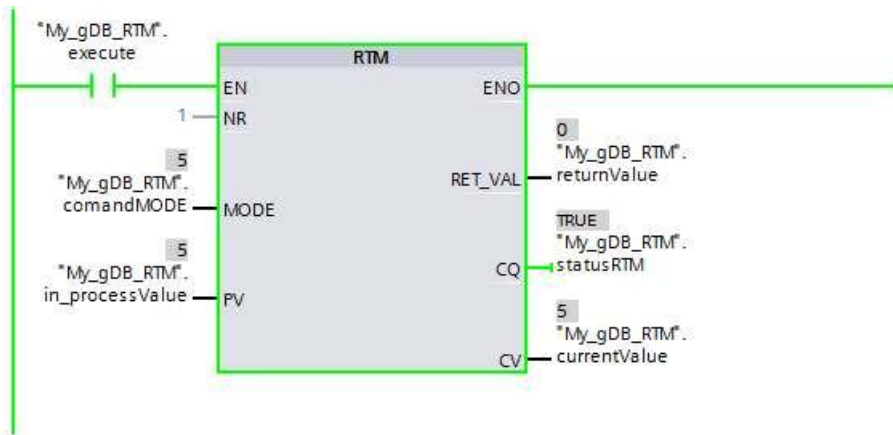 "My_gDB_RTM".
execute
RTM
EN
ENO
1
NR
0
"My_gDB_RTM".
returnValue
RET_VAL
5
"My_gDB_RTM".
comandMODE
MODE
TRUE
"My_gDB_RTM".
statusRTM
CQ
5
"My_gDB_RTM".
in_processValue
PV
5
"My_gDB_RTM".
currentValue
CV